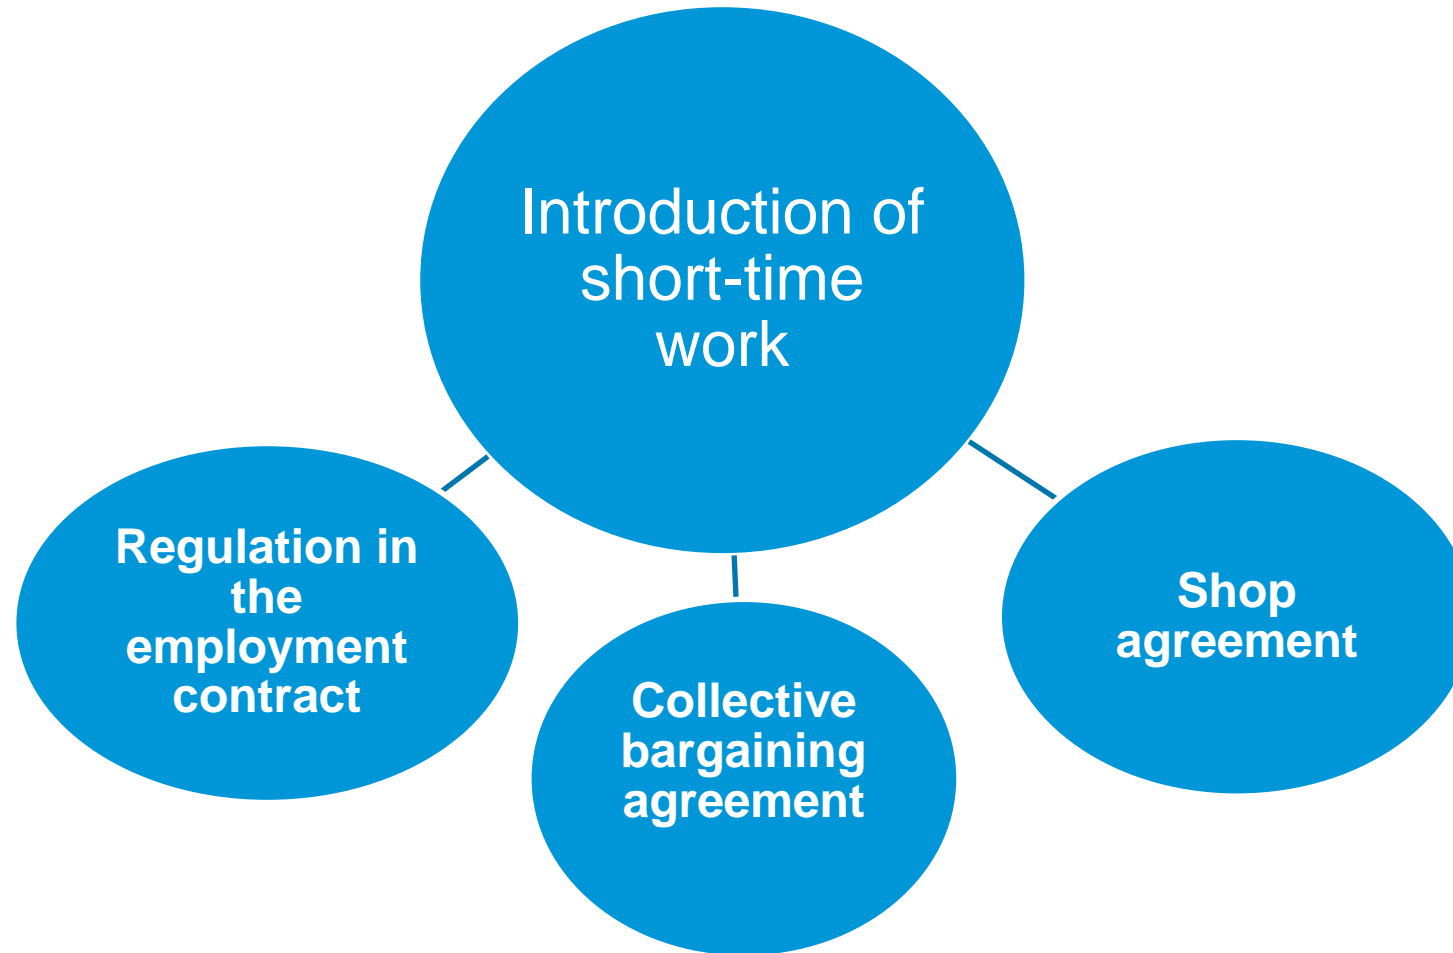 Introduction of
short-time
work
Regulation in
the
employment
contract
Collective
bargaining
agreement
Shop
agreement